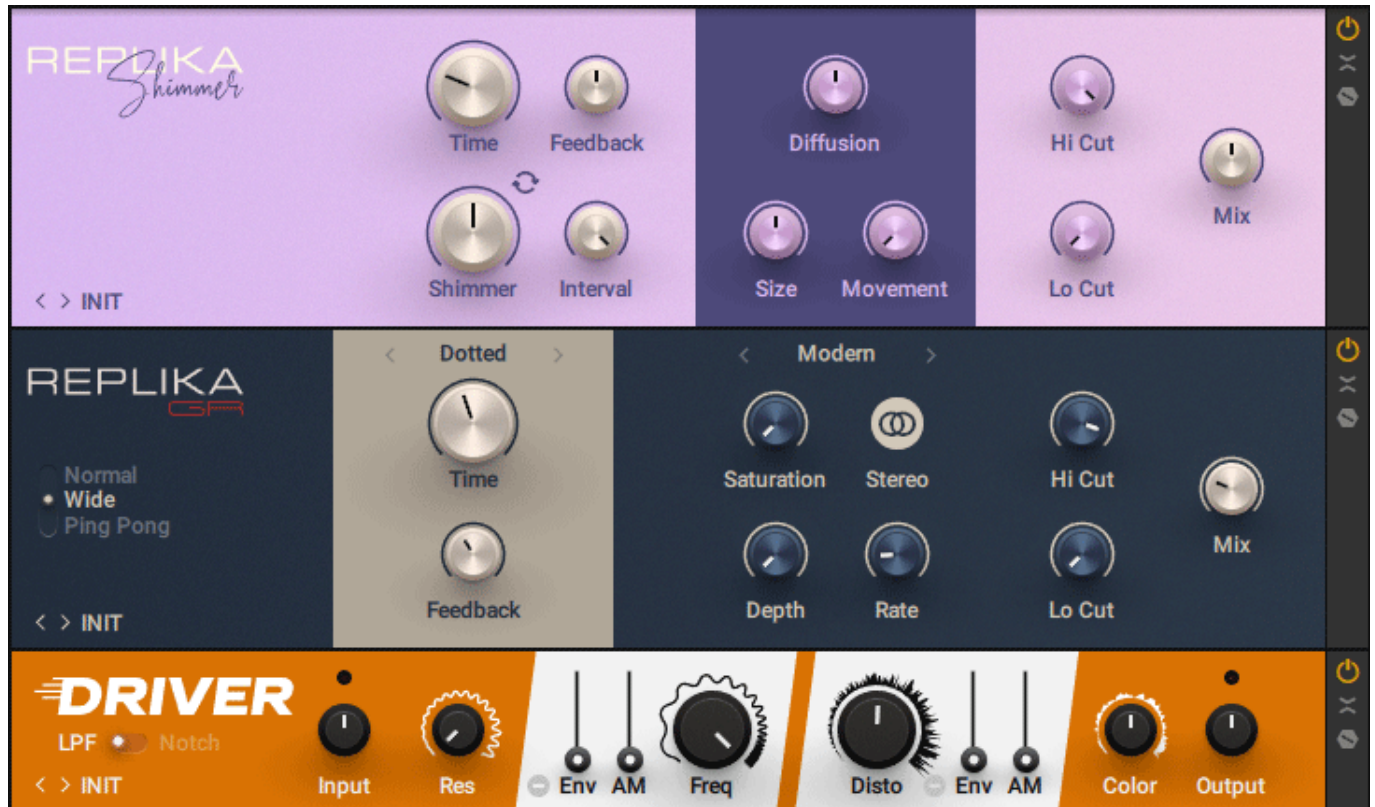 REPLIKA
Shimmer
Time
Feedback
Diffusion
Hi Cut
Mix
Shimmer
Interval
Size
Movement
Lo Cut
< > INIT
< Dotted >
< Modern >
REPLIKA
GR
Normal
Wide
Ping Pong
Time
Saturation
Stereo
Hi Cut
Mix
Feedback
Depth
Rate
Lo Cut
< > INIT
DRIVER
LPF
Notch
< > INIT
Input
Res
Env
AM
Freq
Disto
Env
AM
Color
Output